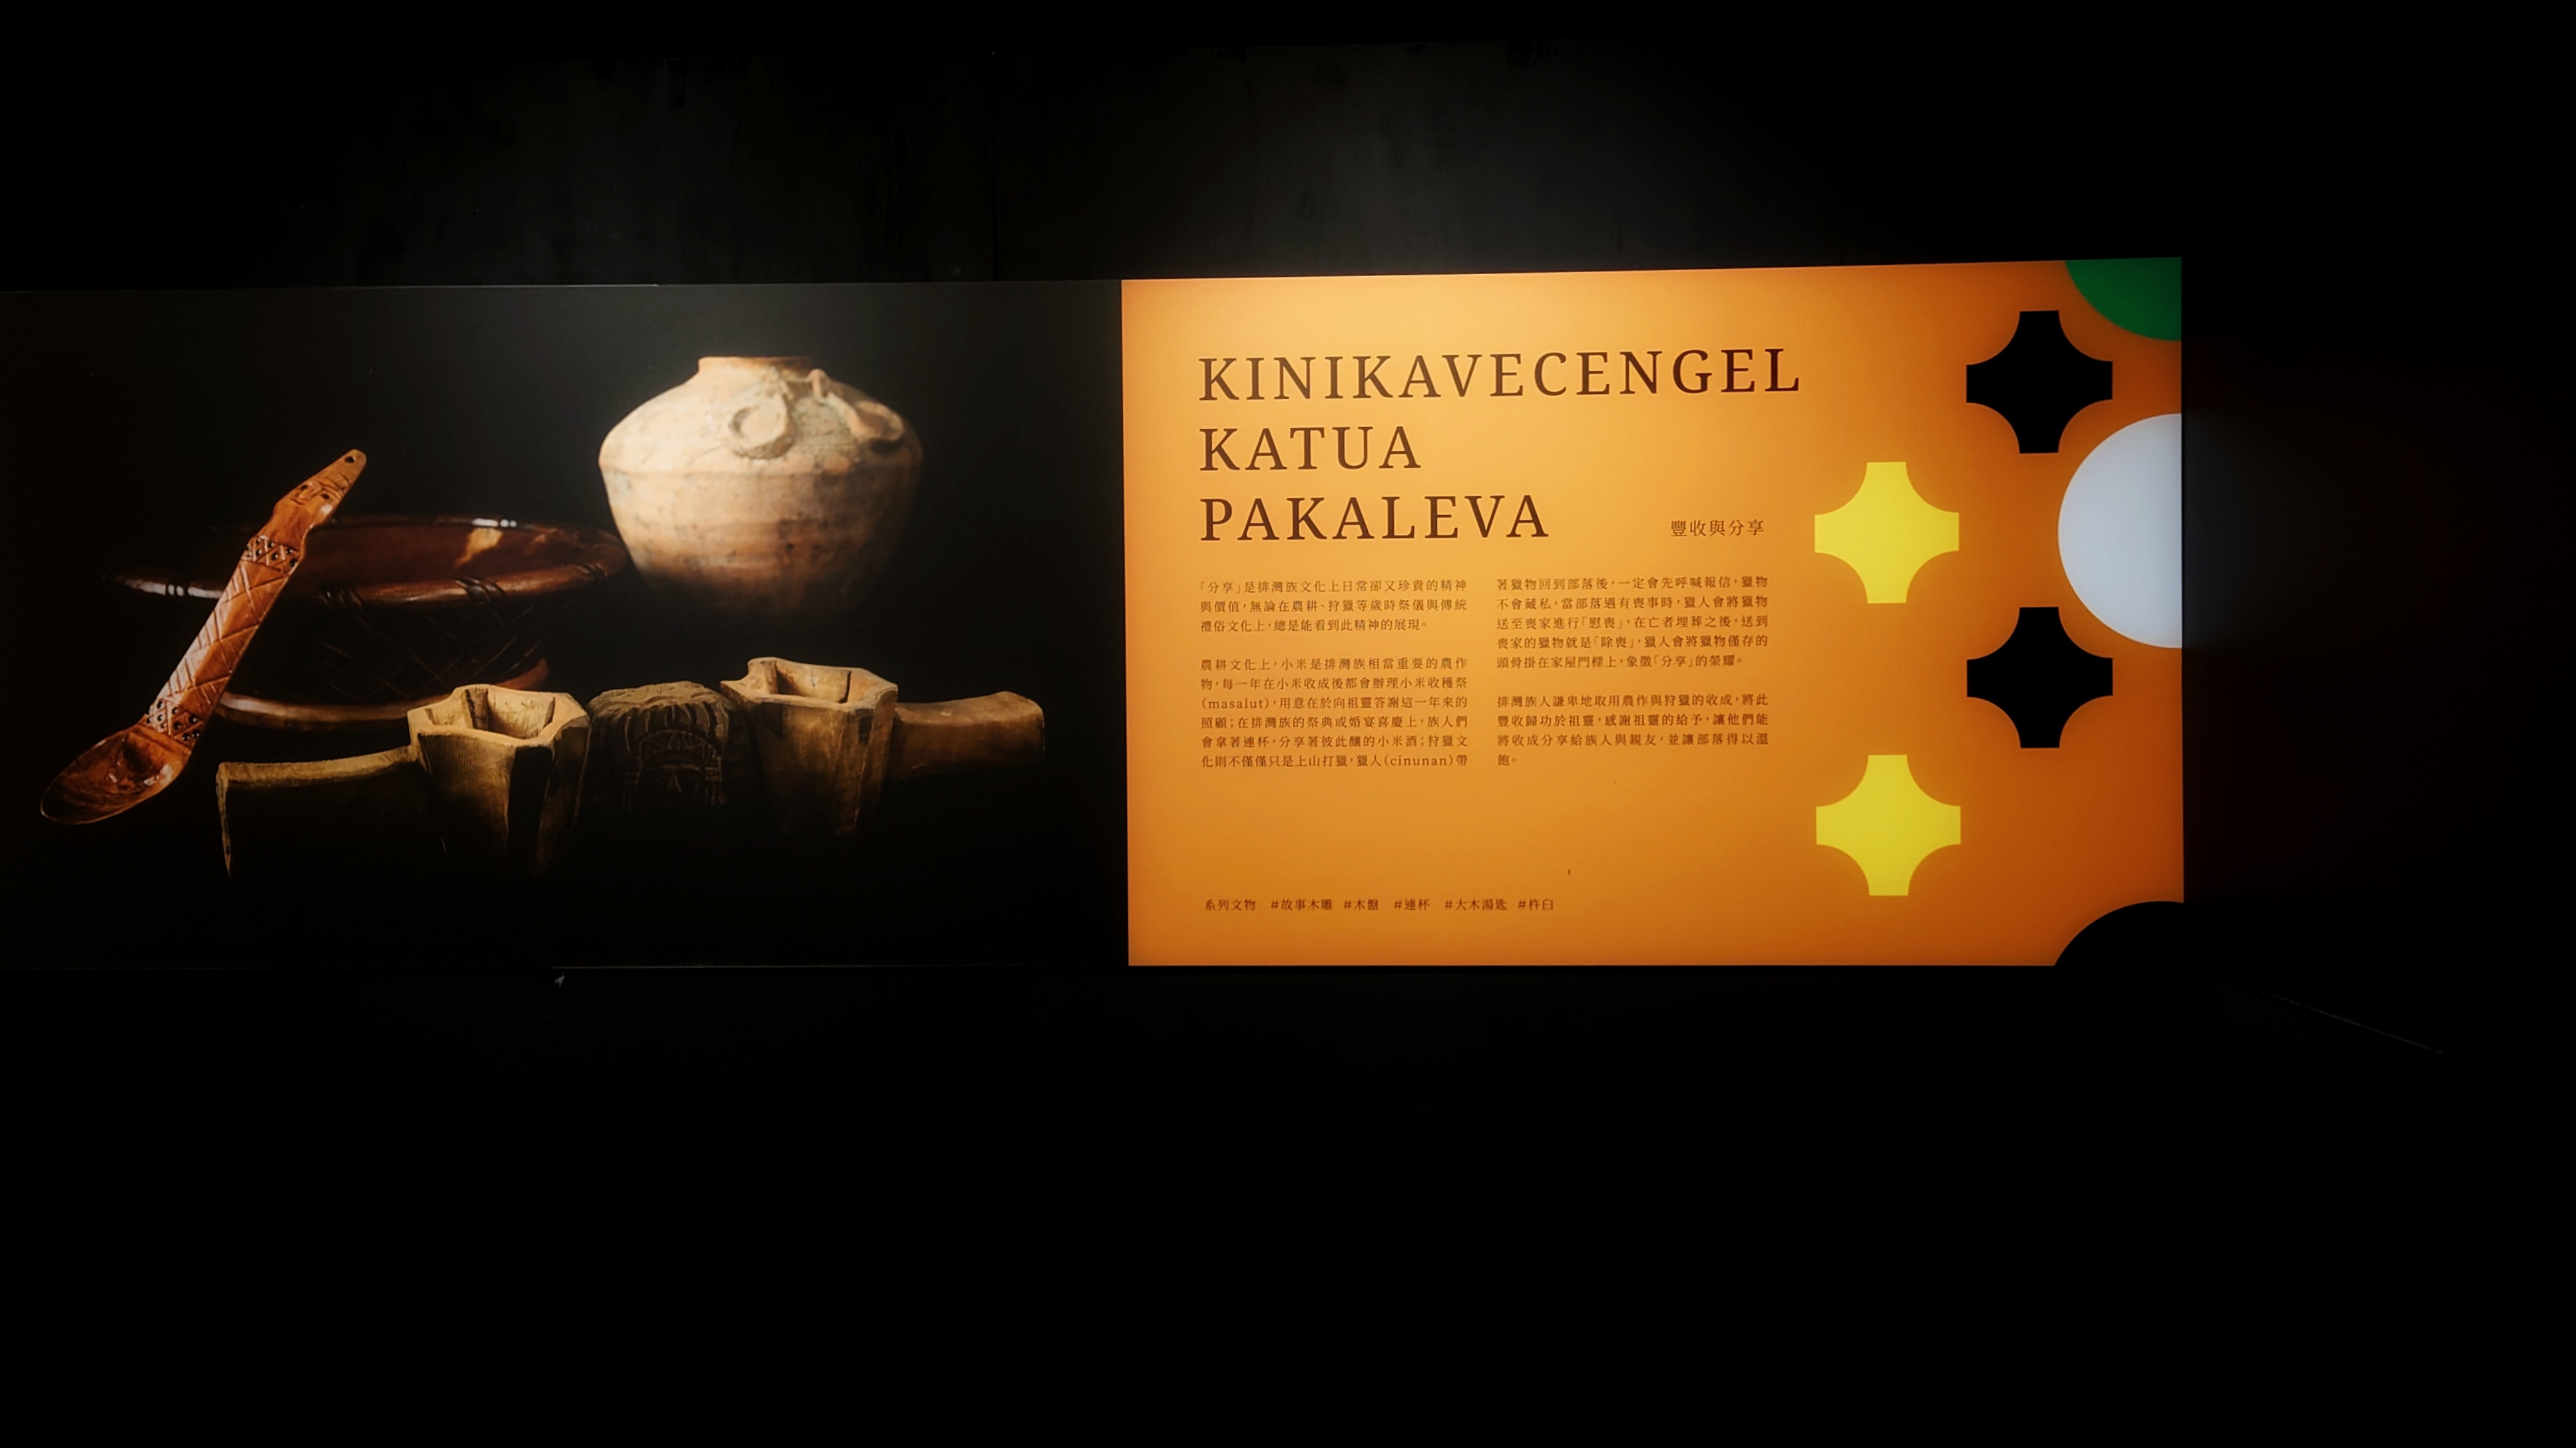 KINIKAVECENGEL
KATUA
PAKALEVA
豐收與分享
「分享」是排灣族文化上日常卻又珍貴的精神
與價值，無論在農耕、狩獵等歲時祭儀與傳統
禮俗文化上，總是能看到此精神的展現。
農耕文化上，小米是排灣族相當重要的農作
物，每一年在小米收成後都會辦理小米收穫祭
(masalut)，用意在於向祖靈答謝這一年來的
照顧；在排灣族的祭典或婚宴喜慶上，族人們
會拿著連杯，分享著彼此釀的小米酒；狩獵文
化則不僅僅只是上山打獵，獵人(cinunan)帶
著獵物回到部落後，一定會先呼喊報信，獵物
不會藏私，當部落遇有喪事時，獵人會將獵物
送至喪家進行「慰喪」，在亡者埋葬之後，送到
喪家的獵物就是「除喪」，獵人會將獵物僅存的
頭骨掛在家屋門樑上，象徵「分享」的榮耀。
排灣族人謙卑地取用農作與狩獵的收成，將此
豐收歸功於祖靈，感謝祖靈的給予，讓他們能
將收成分享給族人與親友，並讓部落得以溫
飽。
系列文物 #故事木雕 #木盤 #連杯 #大木湯匙 #杵臼